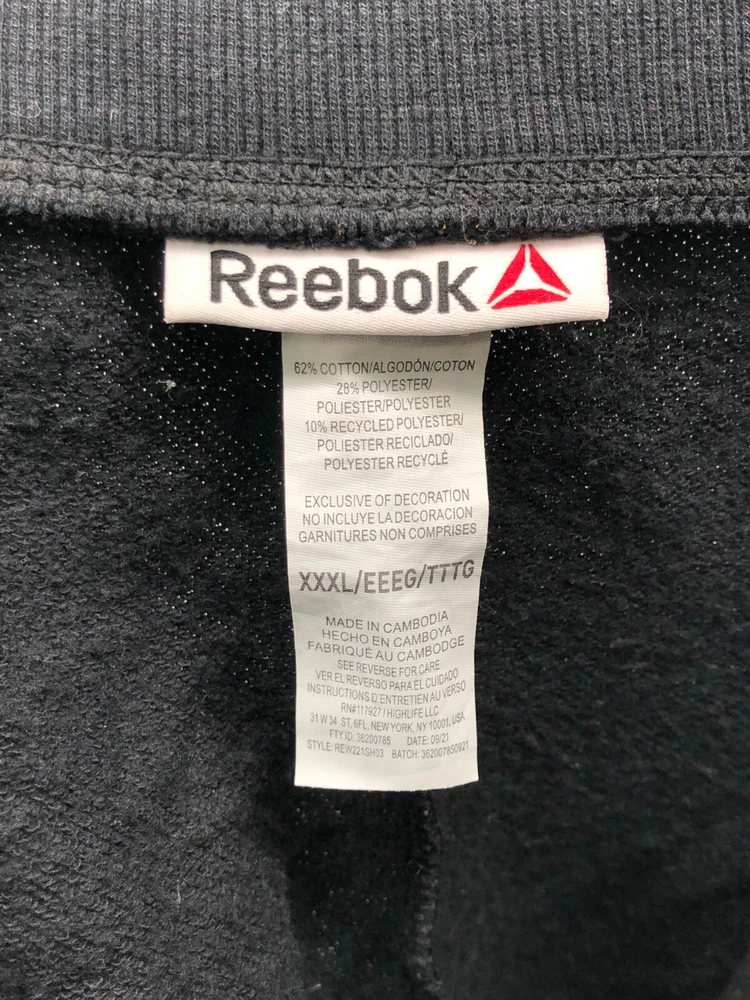 Reebok
62% COTTON/ALGODÓN/COTON
28% POLYESTER/
POLIESTER/POLYESTER
10% RECYCLED POLYESTER/
POLIESTER RECICLADO/
POLYESTER RECYCLÉ
EXCLUSIVE OF DECORATION
NO INCLUYE LA DECORACION
GARNITURES NON COMPRISES
XXXL/EEEG/TTTG
MADE IN CAMBODIA
HECHO EN CAMBOYA
FABRIQUÉ AU CAMBODGE
SEE REVERSE FOR CARE
VER EL REVERSO PARA EL CUIDADO
INSTRUCTIONS D'ENTRETIEN AU VERSO
RN#117927 / HIGHLIFE LLC
31 W 34 ST, 6FL, NEW YORK, NY 10001, USA
FTY ID: 36200785 DATE: 09/21
STYLE: REW221SH03 BATCH: 362007850921